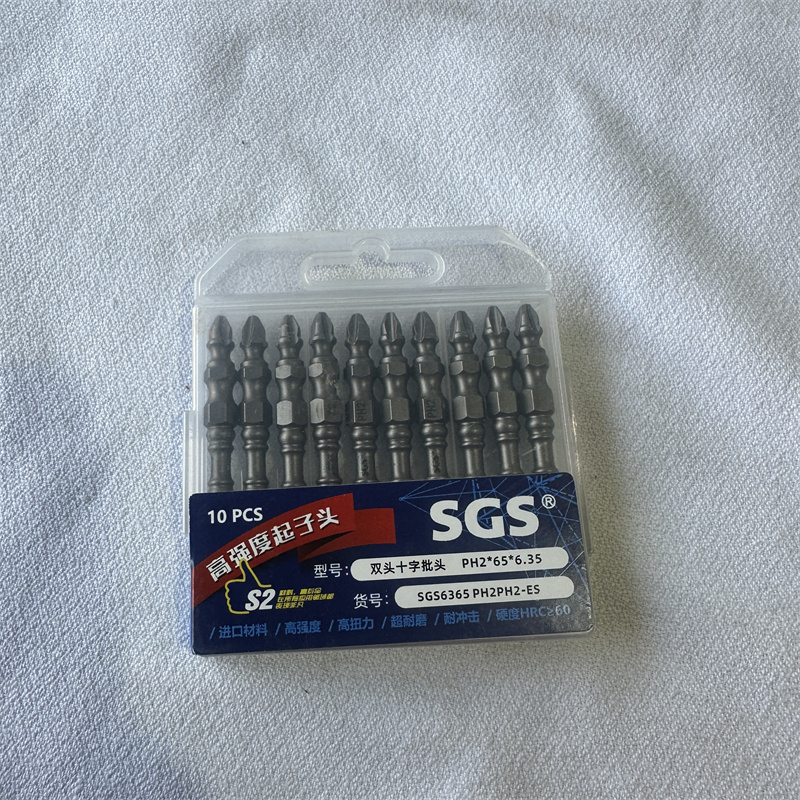 10 PCS
SGS®
高强度起子头
型号：
双头十字批头 PH2*65*6.35
货号：
SGS6365 PH2PH2-ES
S2
/ 进口材料 / 高强度 / 高扭力 / 超耐磨 / 耐冲击 / 硬度HRC≥60